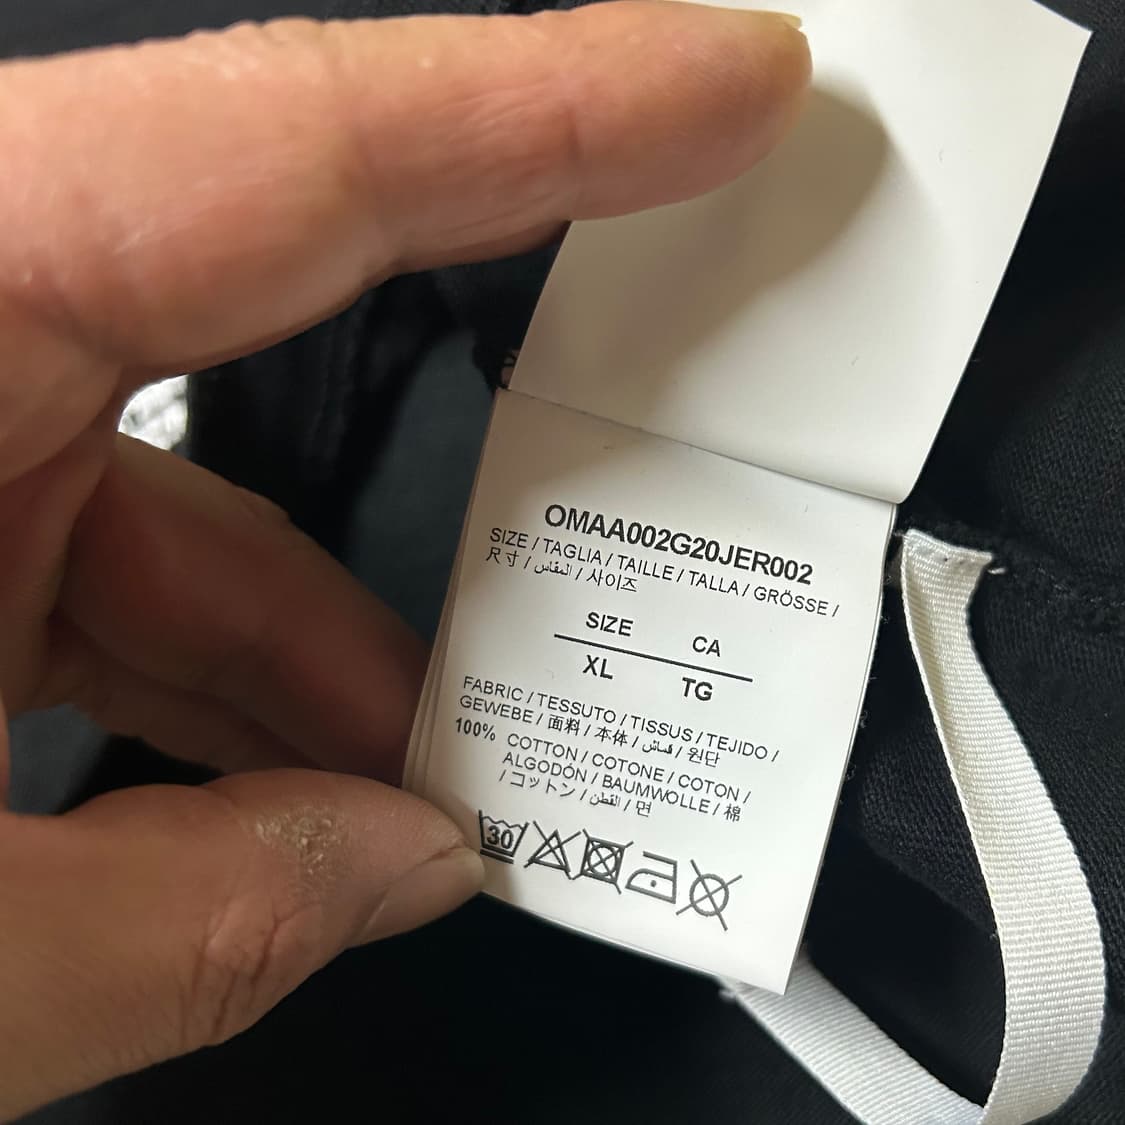 OMAA002G20JER002
SIZE / TAGLIA / TAILLE / TALLA / GRÖSSE /
尺寸 / المقاس / 사이즈
SIZE CA
XL TG
FABRIC / TESSUTO / TISSUS / TEJIDO /
GEWEBE / 面料 / 本体 / قماش / 원단
100% COTTON / COTONE / COTON /
ALGODÓN / BAUMWOLLE / 棉
/ コットン / القطن / 면
30